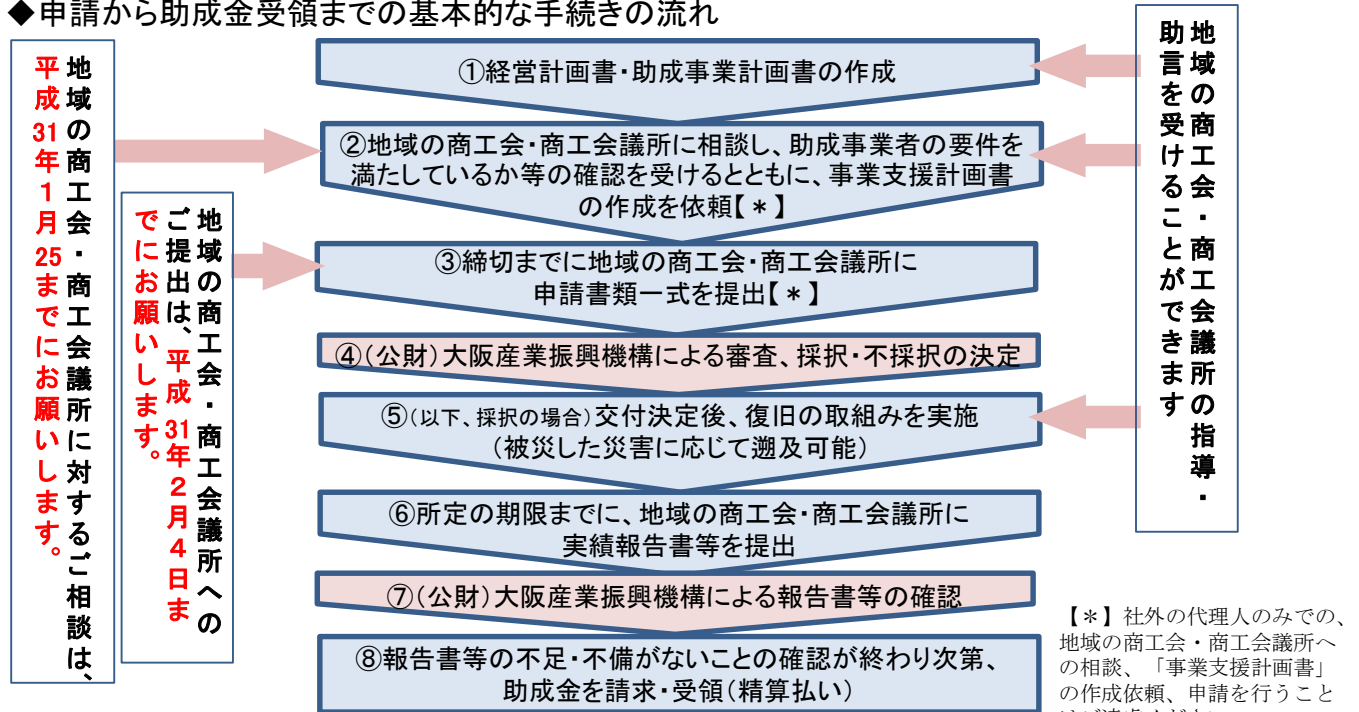 ◆申請から助成金受領までの基本的な手続きの流れ
地域の商工会・商工会議所に対するご相談は、
平成31年1月25までにお願いします。
地域の商工会・商工会議所への
ご提出は、平成31年2月4日ま
でにお願いします。
①経営計画書・助成事業計画書の作成
②地域の商工会・商工会議所に相談し、助成事業者の要件を
満たしているか等の確認を受けるとともに、事業支援計画書
の作成を依頼【＊】
③締切までに地域の商工会・商工会議所に
申請書類一式を提出【＊】
④(公財)大阪産業振興機構による審査、採択・不採択の決定
⑤(以下、採択の場合)交付決定後、復旧の取組みを実施
(被災した災害に応じて遡及可能)
⑥所定の期限までに、地域の商工会・商工会議所に
実績報告書等を提出
⑦(公財)大阪産業振興機構による報告書等の確認
⑧報告書等の不足・不備がないことの確認が終わり次第、
助成金を請求・受領(精算払い)
地域の商工会・商工会議所の指導・
助言を受けることができます
【＊】社外の代理人のみでの、
地域の商工会・商工会議所へ
の相談、「事業支援計画書」
の作成依頼、申請を行うこと